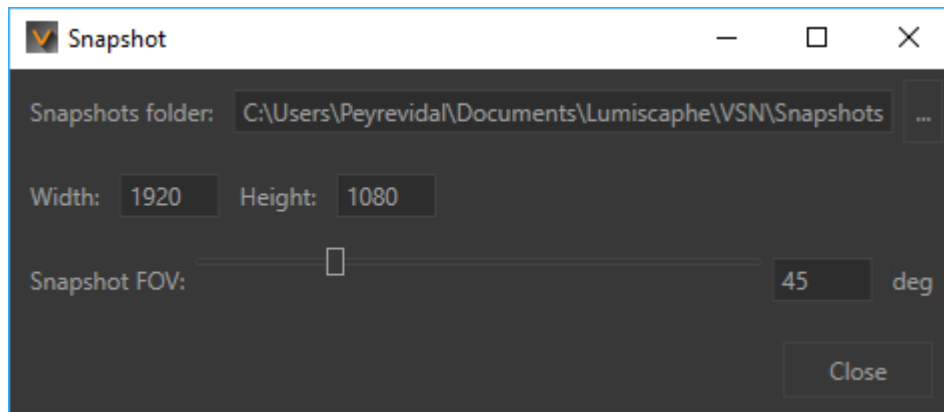 Snapshot
Snapshots folder: C:\Users\Peyrevidal\Documents\Lumiscaphe\VSN\Snapshots ...
Width: 1920 Height: 1080
Snapshot FOV: 45 deg
Close